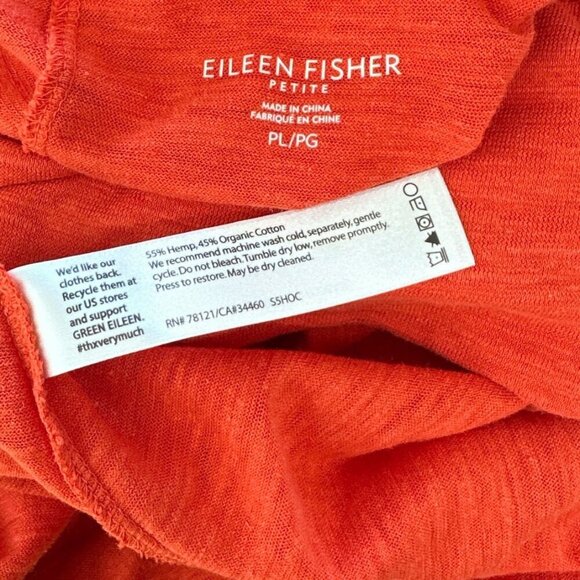 EILEEN FISHER
PETITE
MADE IN CHINA
FABRIQUÉ EN CHINE
PL/PG
We'd like our
clothes back.
Recycle them at
our US stores
and support
GREEN EILEEN.
#thxverymuch
55% Hemp, 45% Organic Cotton
We recommend machine wash cold, separately, gentle
cycle. Do not bleach. Tumble dry low, remove promptly.
Press to restore. May be dry cleaned.
RN# 78121/CA#34460 S5HOC